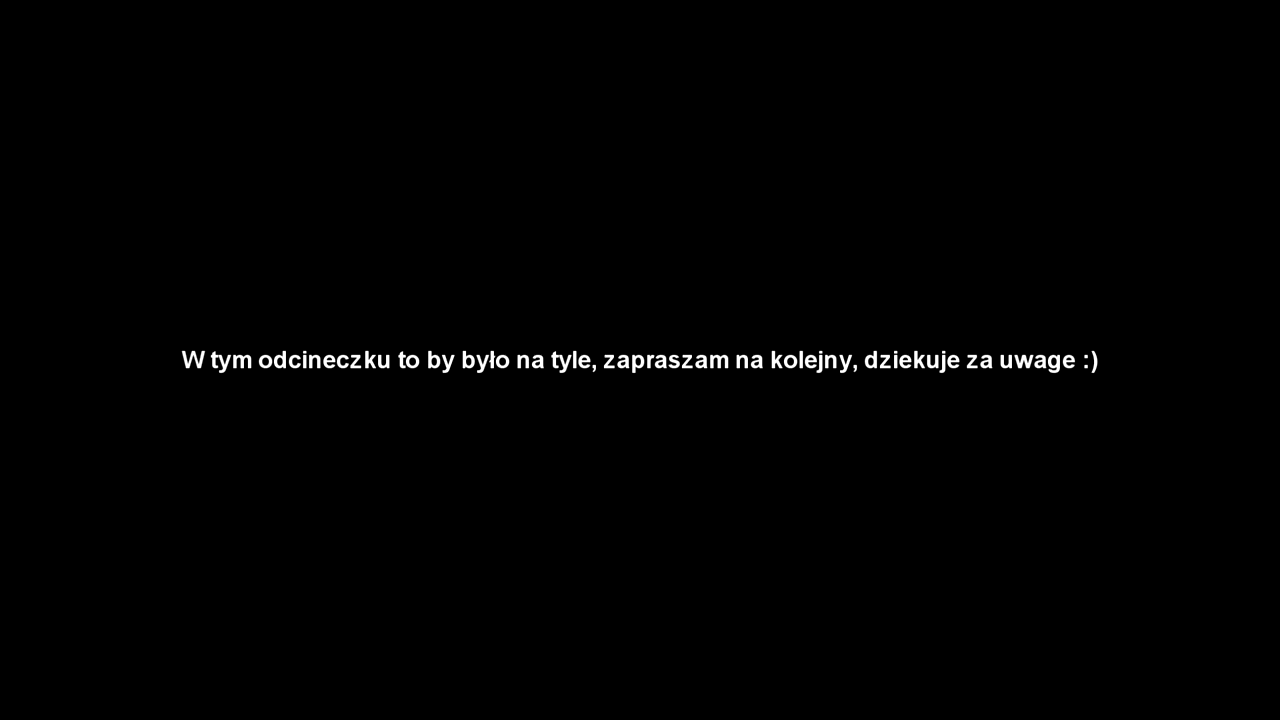 W tym odcineczku to by było na tyle, zapraszam na kolejny, dziekuje za uwage :)